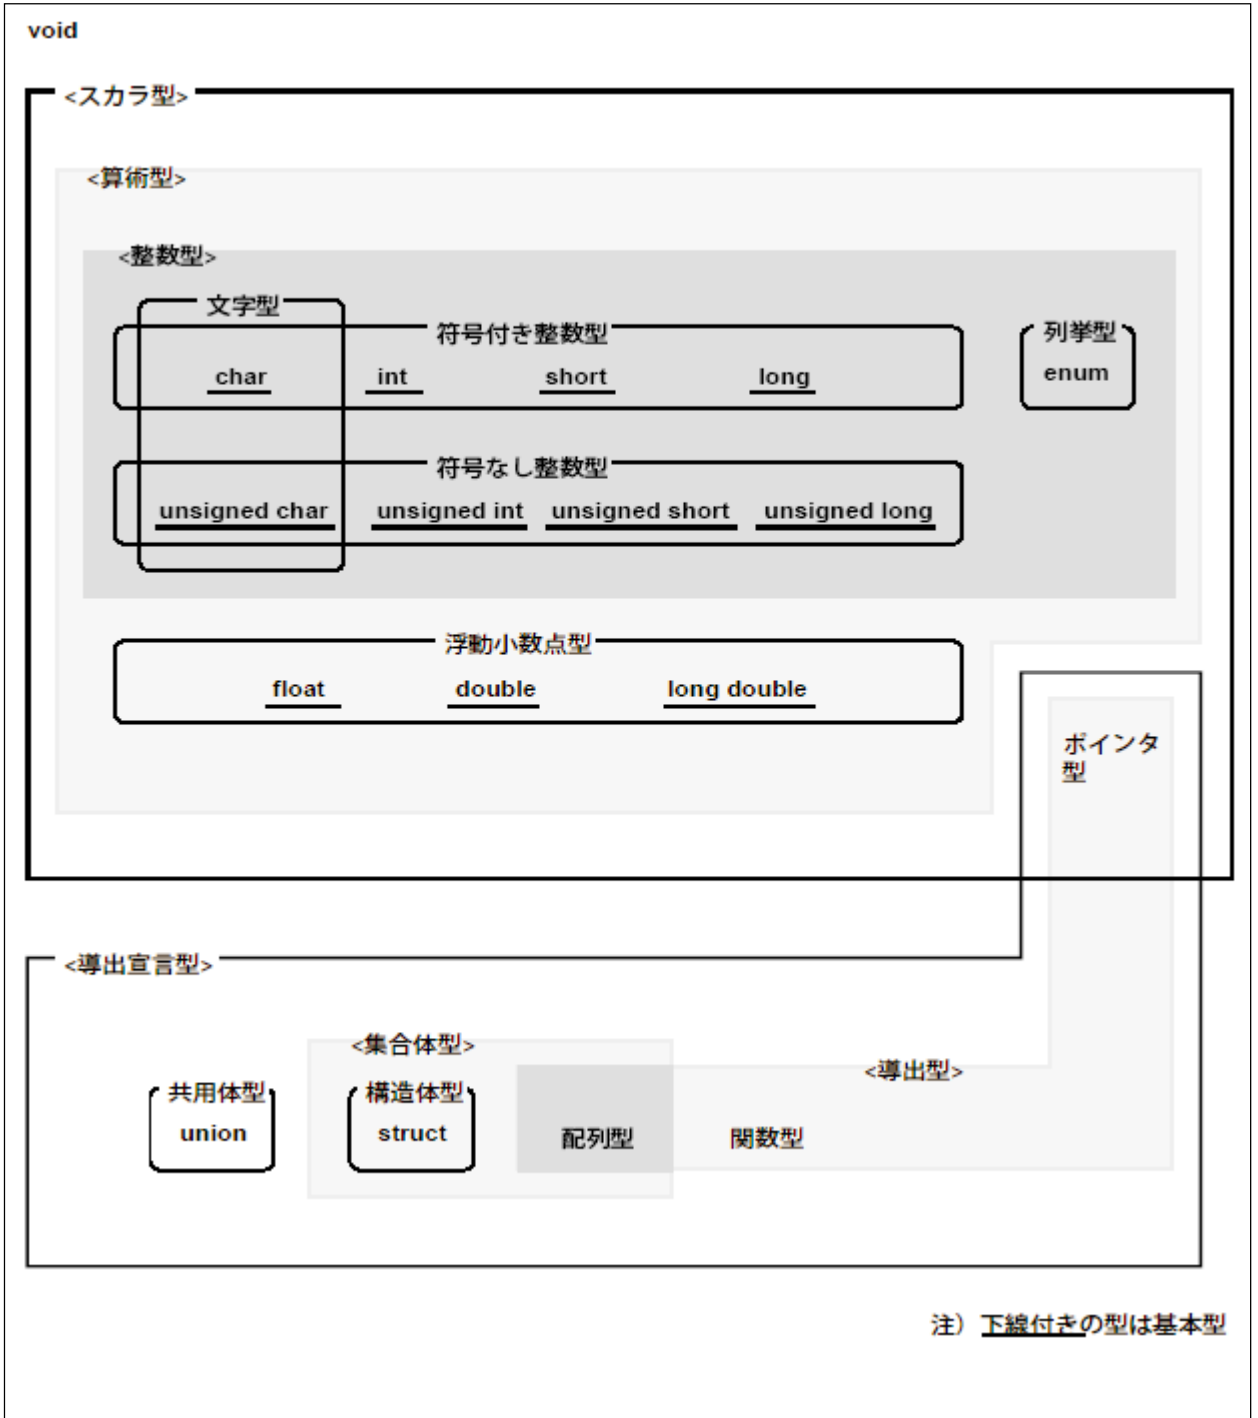 void
<スカラ型>
<算術型>
<整数型>
文字型
符号付き整数型
列挙型
char int short long
enum
符号なし整数型
unsigned char unsigned int unsigned short unsigned long
浮動小数点型
float double long double
ポインタ
型
<導出宣言型>
<集合体型>
<導出型>
共用体型
構造体型
union
struct
配列型
関数型
注）下線付きの型は基本型